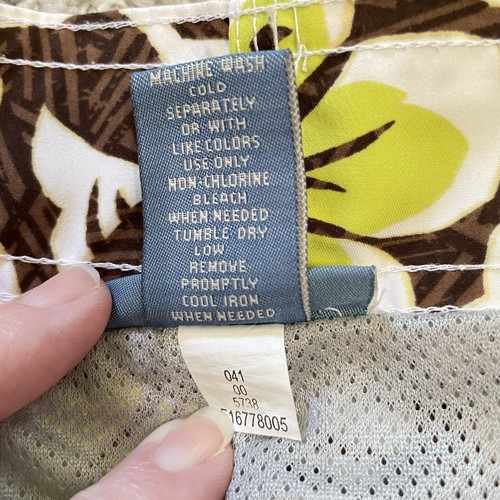 MACHINE WASH
COLD
SEPARATELY
OR WITH
LIKE COLORS
USE ONLY
NON-CHLORINE
BLEACH
WHEN NEEDED
TUMBLE DRY
LOW
REMOVE
PROMPTLY
COOL IRON
WHEN NEEDED
041
00
5738